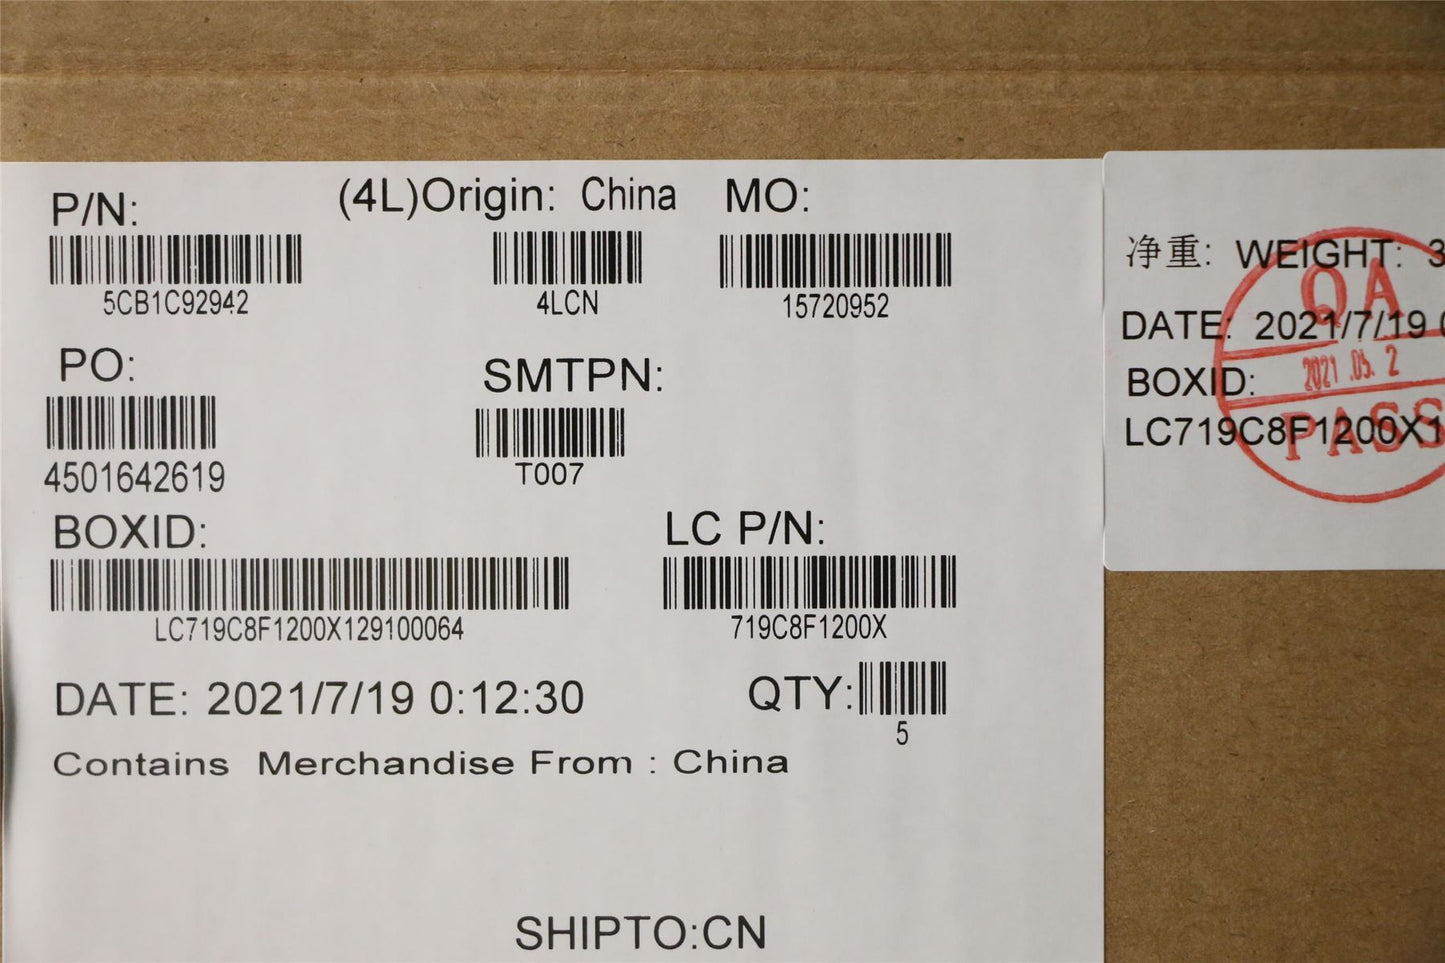 P/N:
(4L)Origin: China
MO:
5CB1C92942
4LCN
15720952
PO:
SMTPN:
4501642619
T007
BOXID:
LC P/N:
LC719C8F1200X129100064
719C8F1200X
DATE: 2021/7/19 0:12:30
QTY:
5
Contains Merchandise From : China
SHIPTO:CN
净重: WEIGHT: 3
DATE: 2021/7/19
BOXID:
LC719C8F1200X1
QA
2021.05.2
PASS